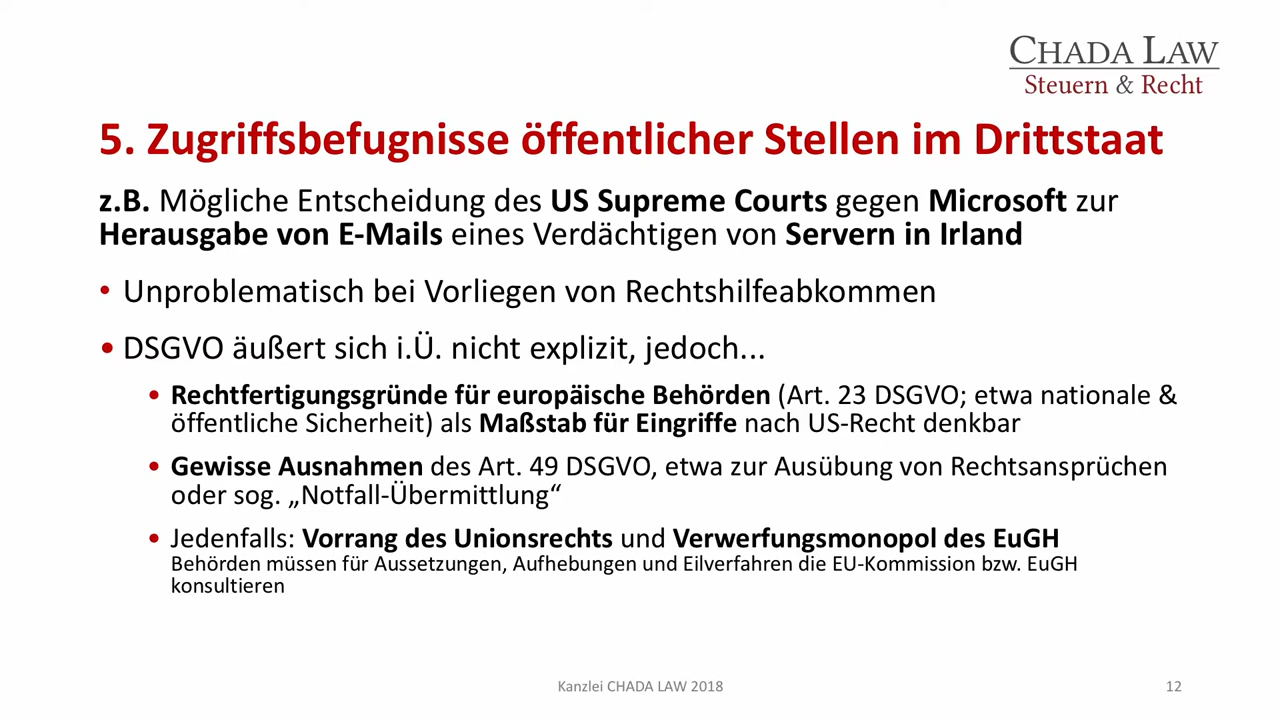 CHADA LAW
Steuern & Recht
5. Zugriffsbefugnisse öffentlicher Stellen im Drittstaat
z.B. Mögliche Entscheidung des US Supreme Courts gegen Microsoft zur
Herausgabe von E-Mails eines Verdächtigen von Servern in Irland
• Unproblematisch bei Vorliegen von Rechtshilfeabkommen
• DSGVO äußert sich i.Ü. nicht explizit, jedoch...
• Rechtfertigungsgründe für europäische Behörden (Art. 23 DSGVO; etwa nationale &
öffentliche Sicherheit) als Maßstab für Eingriffe nach US-Recht denkbar
• Gewisse Ausnahmen des Art. 49 DSGVO, etwa zur Ausübung von Rechtsansprüchen
oder sog. „Notfall-Übermittlung“
• Jedenfalls: Vorrang des Unionsrechts und Verwerfungsmonopol des EuGH
Behörden müssen für Aussetzungen, Aufhebungen und Eilverfahren die EU-Kommission bzw. EuGH
konsultieren
Kanzlei CHADA LAW 2018
12